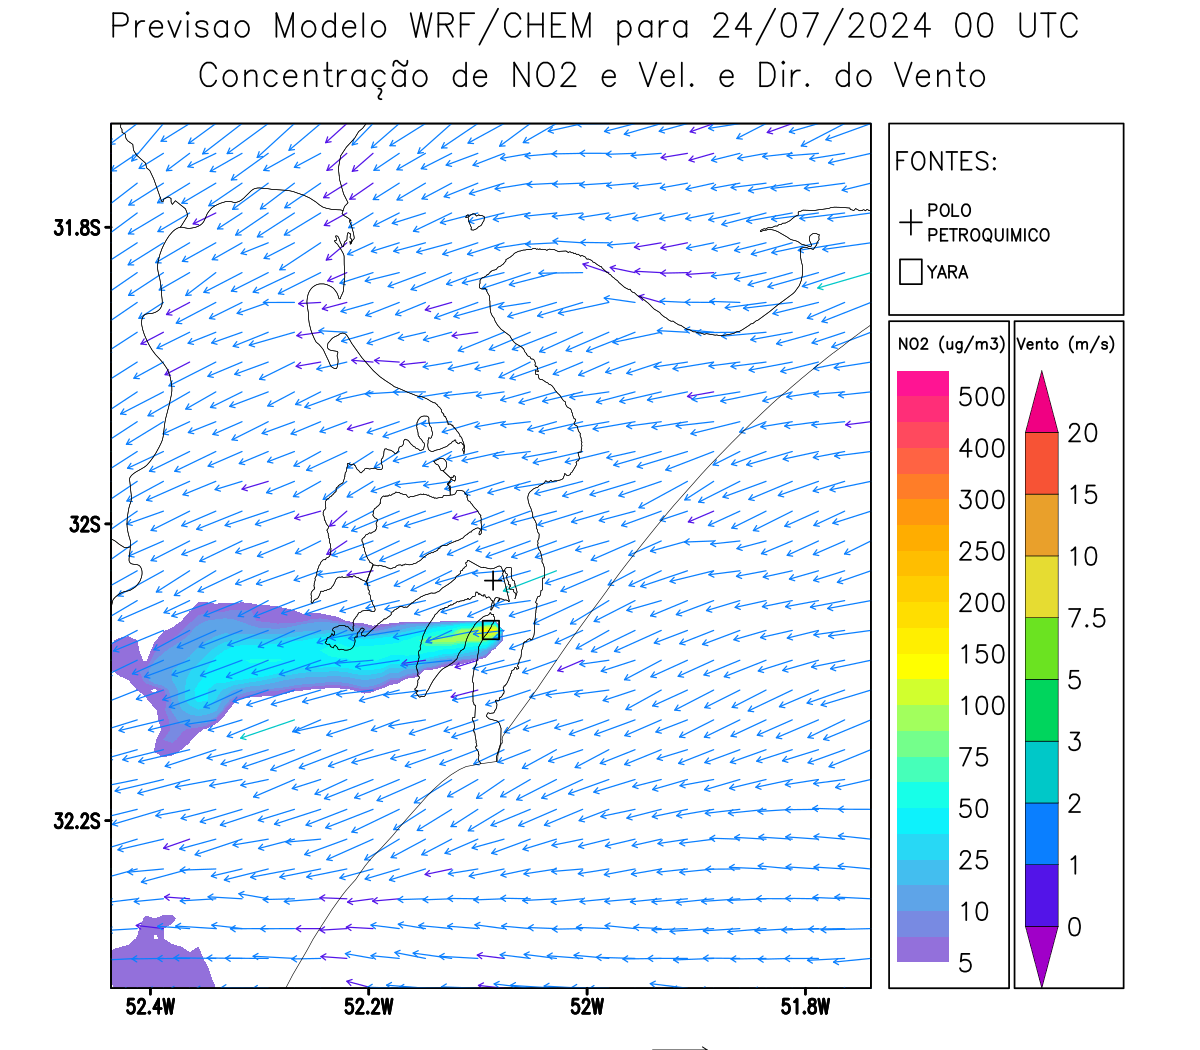 Previsao Modelo WRF/CHEM para 24/07/2024 00 UTC
Concentração de NO2 e Vel. e Dir. do Vento
FONTES:
POLO
PETROQUIMICO
YARA
NO2 (ug/m3)
500
400
300
250
200
150
100
75
50
25
10
5
Vento (m/s)
20
15
10
7.5
5
3
2
1
0
31.8S
32S
32.2S
52.4W 52.2W 52W 51.8W